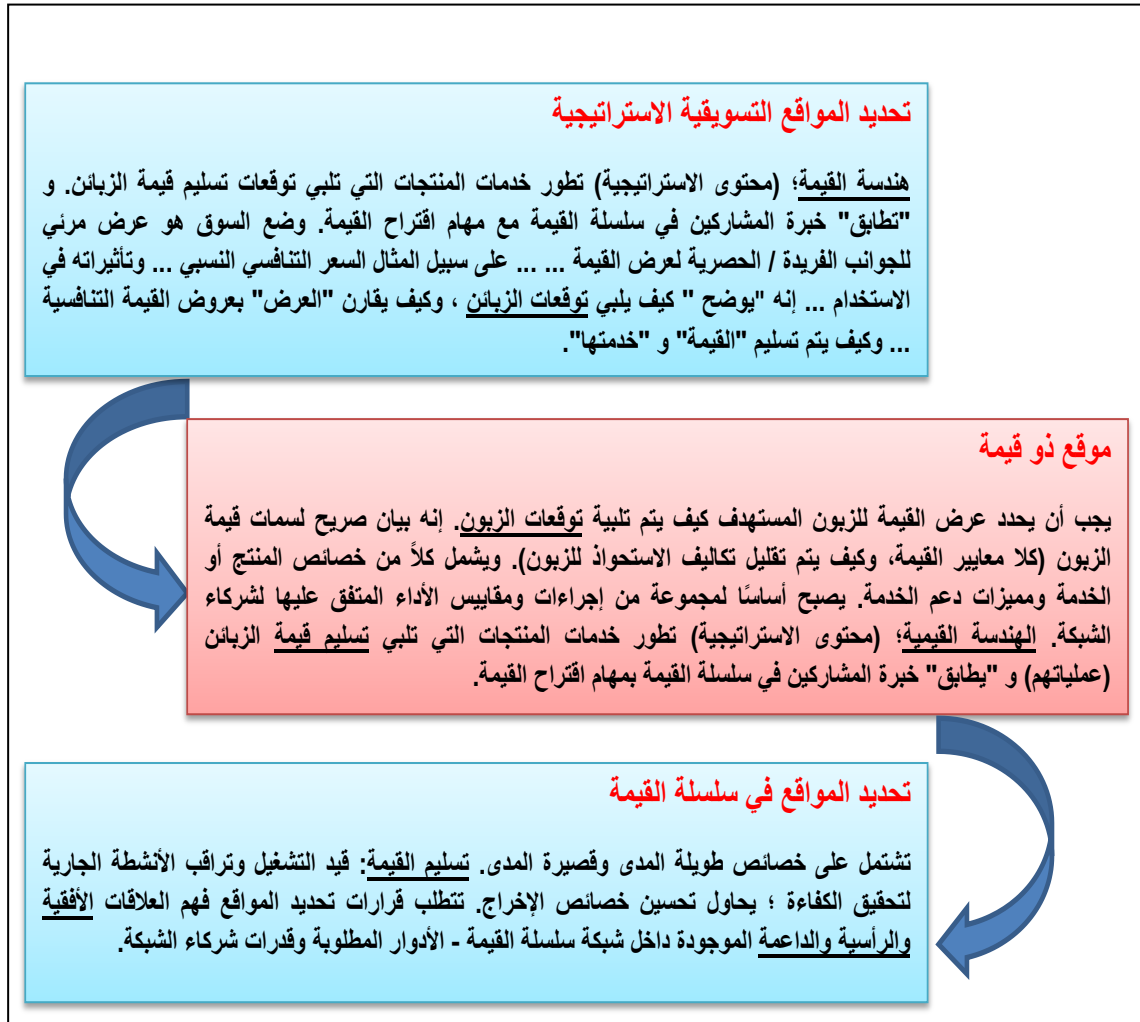 تحديد المواقع التسويقية الاستراتيجية
هندسة القيمة؛ (محتوى الاستراتيجية) تطور خدمات المنتجات التي تلبي توقعات تسليم قيمة الزبائن. و
"تطابق" خبرة المشاركين في سلسلة القيمة مع مهام اقتراح القيمة. وضع السوق هو عرض مرئي
للجوانب الفريدة / الحصرية لعرض القيمة ... ... على سبيل المثال السعر التنافسي النسبي ... وتأثيراته في
الاستخدام ... إنه "يوضح " كيف يلبي توقعات الزبائن ، وكيف يقارن "العرض" بعروض القيمة التنافسية
... وكيف يتم تسليم "القيمة" و "خدمتها".
موقع ذو قيمة
يجب أن يحدد عرض القيمة للزبون المستهدف كيف يتم تلبية توقعات الزبون. إنه بيان صريح لسمات قيمة
الزبون (كلا معايير القيمة، وكيف يتم تقليل تكاليف الاستحواذ للزبون). ويشمل كلاً من خصائص المنتج أو
الخدمة ومميزات دعم الخدمة. يصبح أساسًا لمجموعة من إجراءات ومقاييس الأداء المتفق عليها لشركاء
الشبكة. الهندسة القيمية؛ (محتوى الاستراتيجية) تطور خدمات المنتجات التي تلبي تسليم قيمة الزبائن
(عملياتهم) و "يطابق" خبرة المشاركين في سلسلة القيمة بمهام اقتراح القيمة.
تحديد المواقع في سلسلة القيمة
تشتمل على خصائص طويلة المدى وقصيرة المدى. تسليم القيمة: قيد التشغيل وتراقب الأنشطة الجارية
لتحقيق الكفاءة ؛ يحاول تحسين خصائص الإخراج. تتطلب قرارات تحديد المواقع فهم العلاقات الأفقية
والرأسية والداعمة الموجودة داخل شبكة سلسلة القيمة - الأدوار المطلوبة وقدرات شركاء الشبكة.